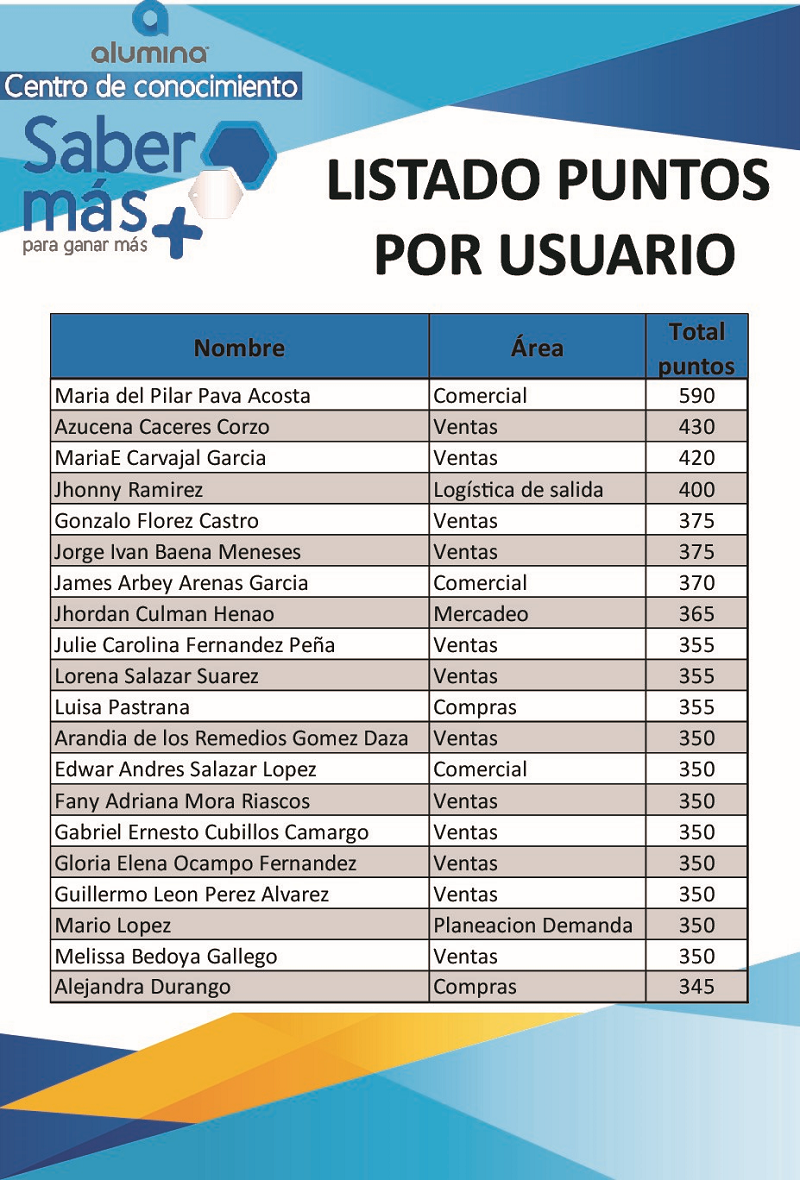 alumina
Centro de conocimiento
Saber
más+
para ganar más
LISTADO PUNTOS
POR USUARIO
Nombre Área Total puntos
Maria del Pilar Pava Acosta Comercial 590
Azucena Caceres Corzo Ventas 430
MariaE Carvajal Garcia Ventas 420
Jhonny Ramirez Logística de salida 400
Gonzalo Florez Castro Ventas 375
Jorge Ivan Baena Meneses Ventas 375
James Arbey Arenas Garcia Comercial 370
Jhordan Culman Henao Mercadeo 365
Julie Carolina Fernandez Peña Ventas 355
Lorena Salazar Suarez Ventas 355
Luisa Pastrana Compras 355
Arandia de los Remedios Gomez Daza Ventas 350
Edwar Andres Salazar Lopez Comercial 350
Fany Adriana Mora Riascos Ventas 350
Gabriel Ernesto Cubillos Camargo Ventas 350
Gloria Elena Ocampo Fernandez Ventas 350
Guillermo Leon Perez Alvarez Ventas 350
Mario Lopez Planeacion Demanda 350
Melissa Bedoya Gallego Ventas 350
Alejandra Durango Compras 345